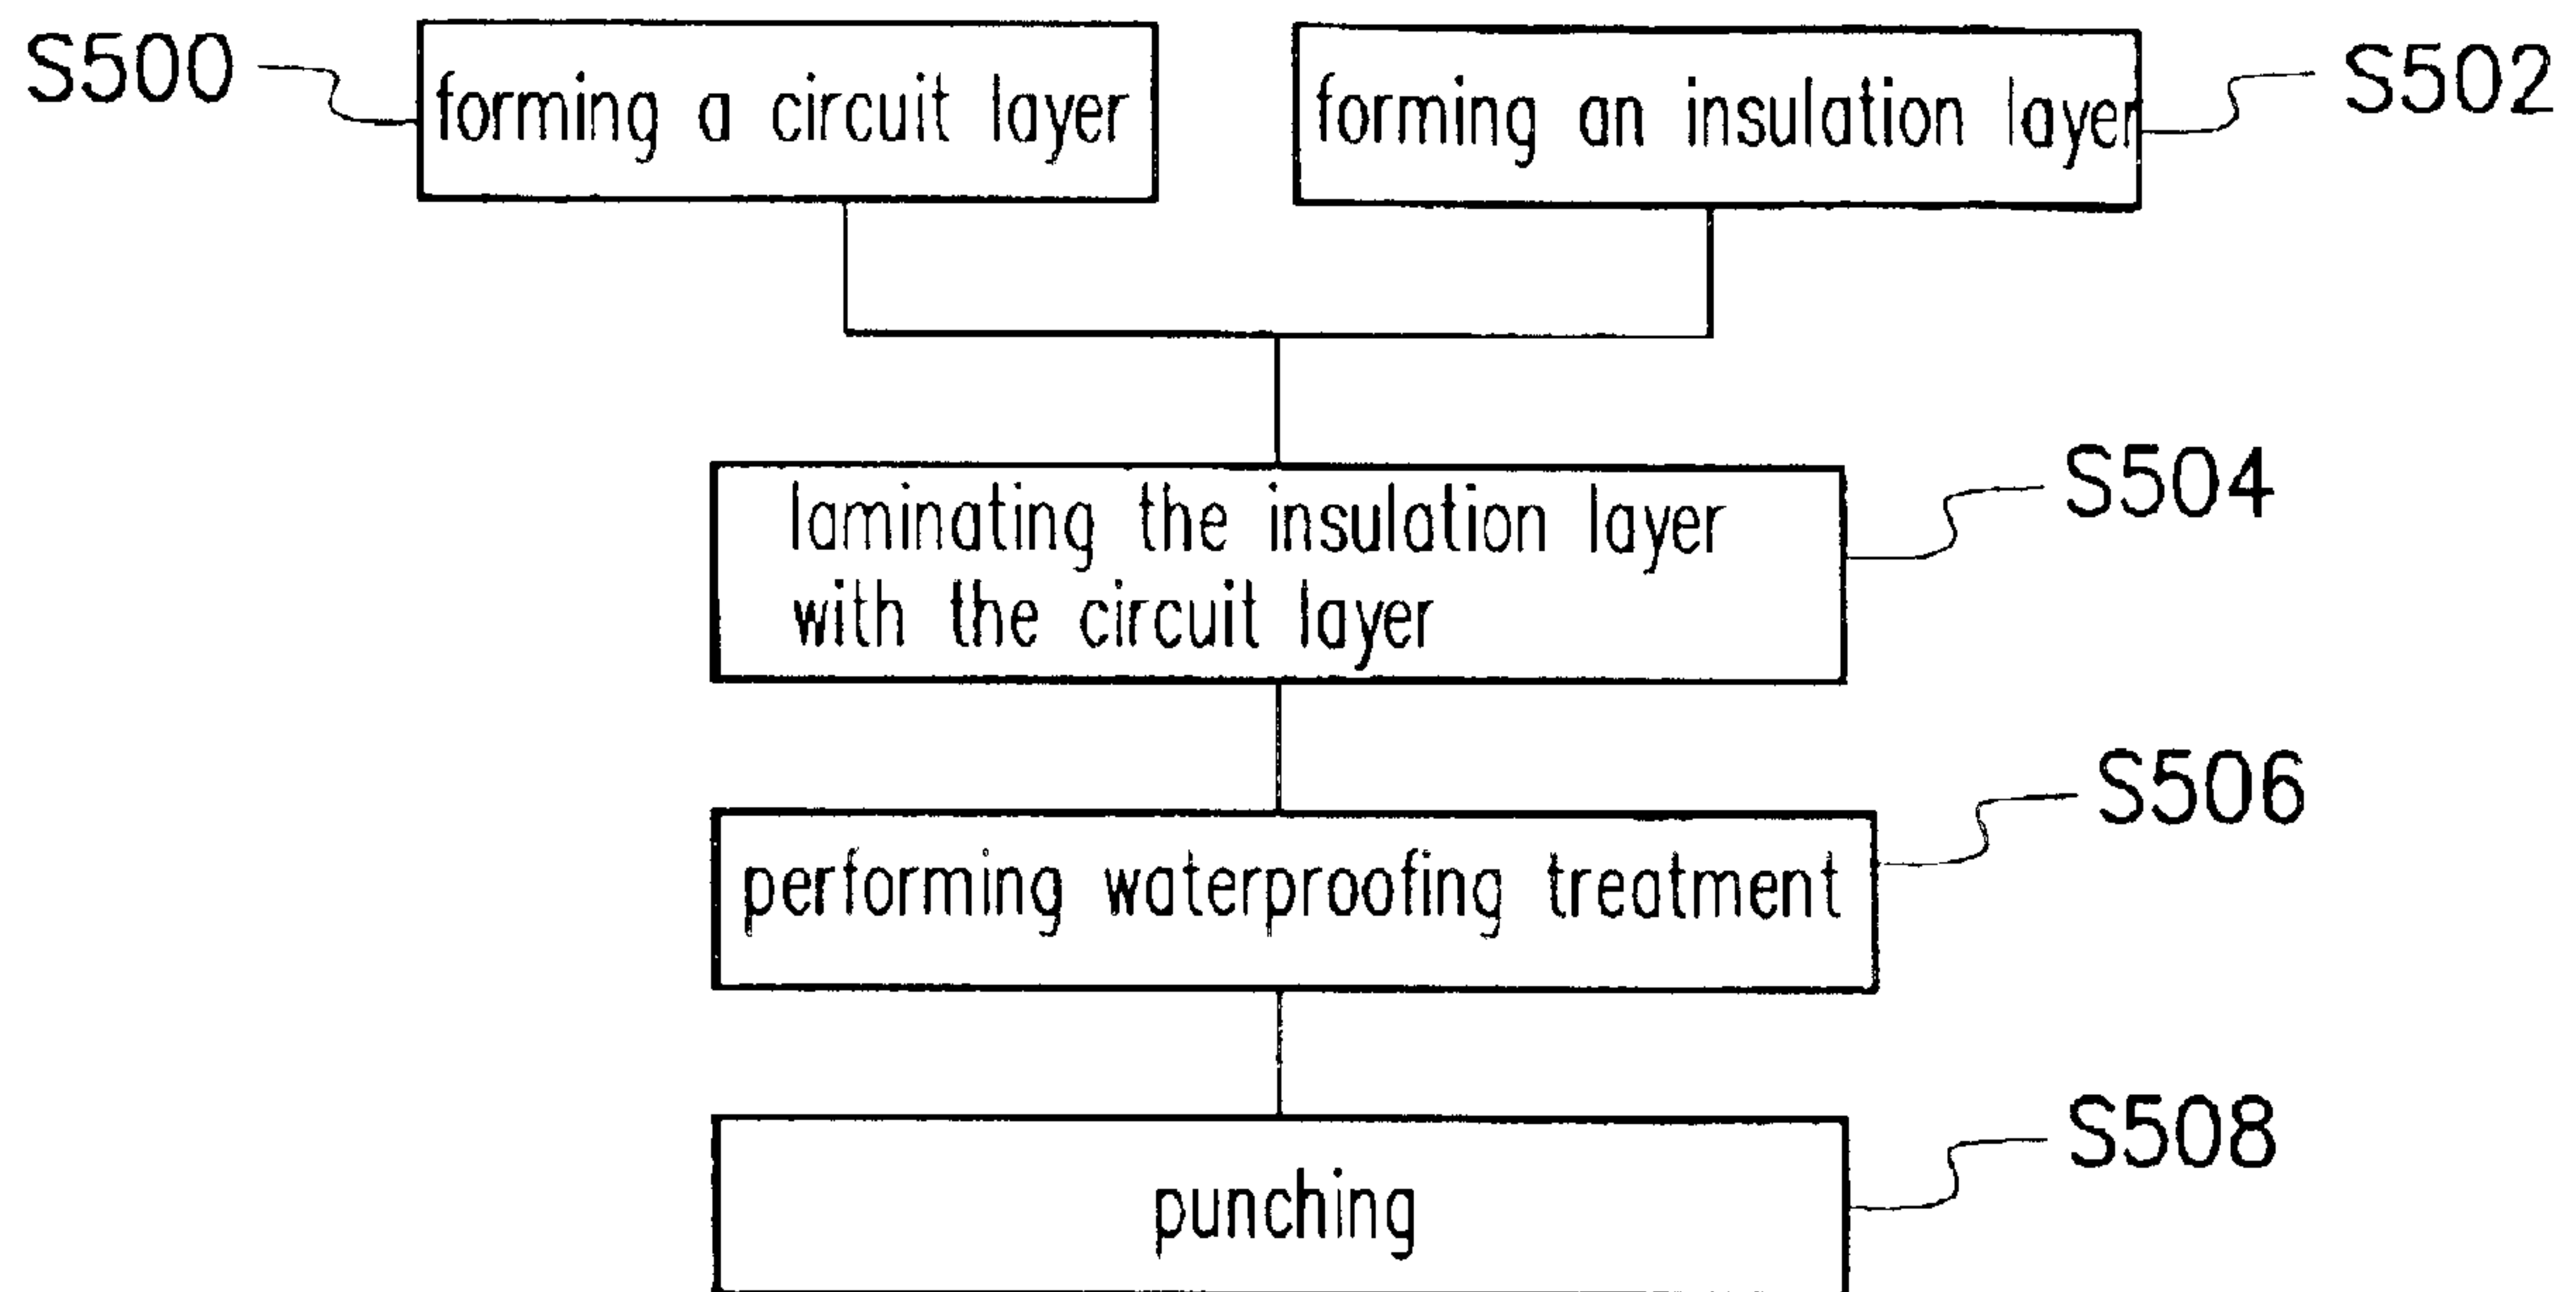 S500
forming a circuit layer
forming an insulation layer
S502
laminating the insulation layer
with the circuit layer
S504
performing waterproofing treatment
S506
punching
S508